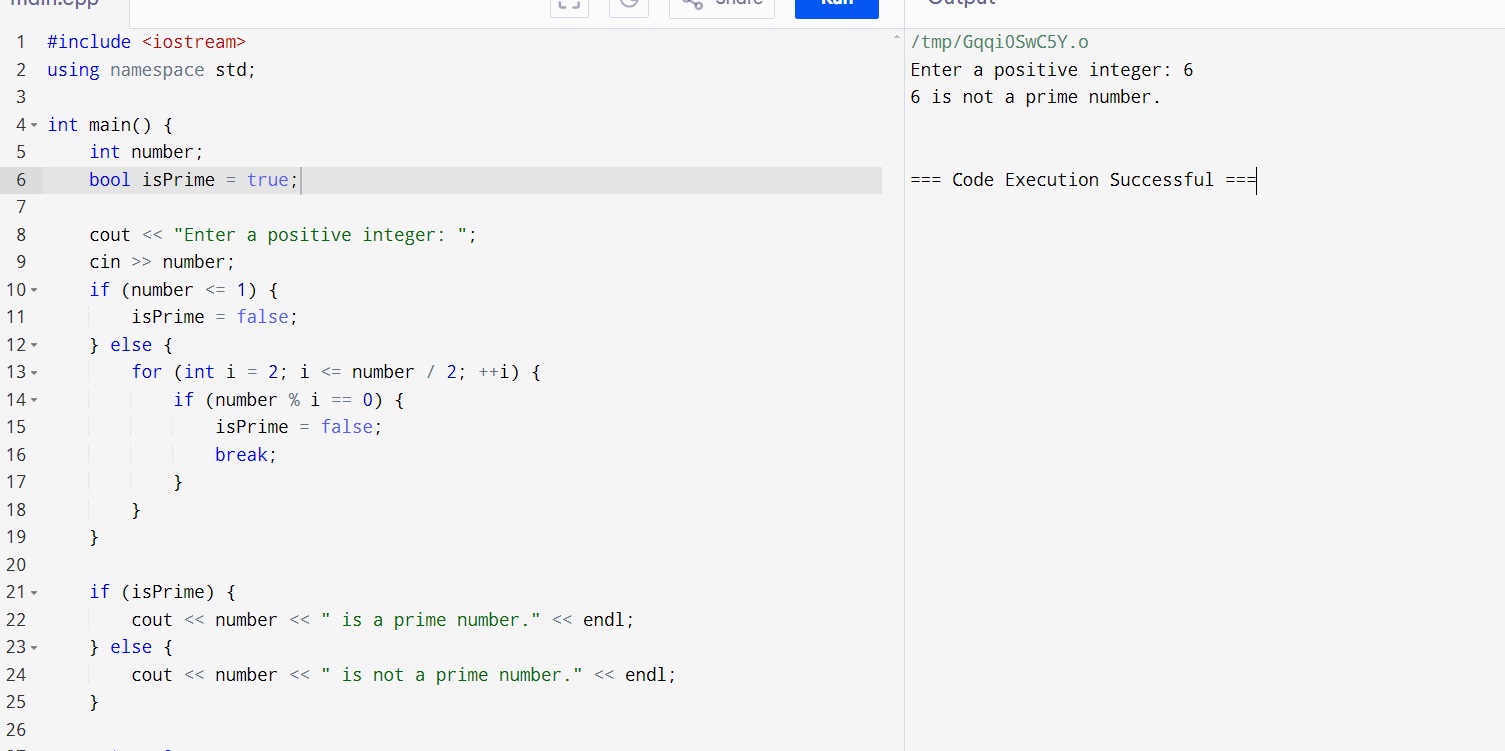 main.cpp
Share
Run
Output
1 #include <iostream>
2 using namespace std;
3
4 int main() {
5 int number;
6 bool isPrime = true;
7
8 cout << "Enter a positive integer: ";
9 cin >> number;
10 if (number <= 1) {
11 isPrime = false;
12 } else {
13 for (int i = 2; i <= number / 2; ++i) {
14 if (number % i == 0) {
15 isPrime = false;
16 break;
17 }
18 }
19 }
20
21 if (isPrime) {
22 cout << number << " is a prime number." << endl;
23 } else {
24 cout << number << " is not a prime number." << endl;
25 }
26
/tmp/Gqqi0SwC5Y.o
Enter a positive integer: 6
6 is not a prime number.
=== Code Execution Successful ===